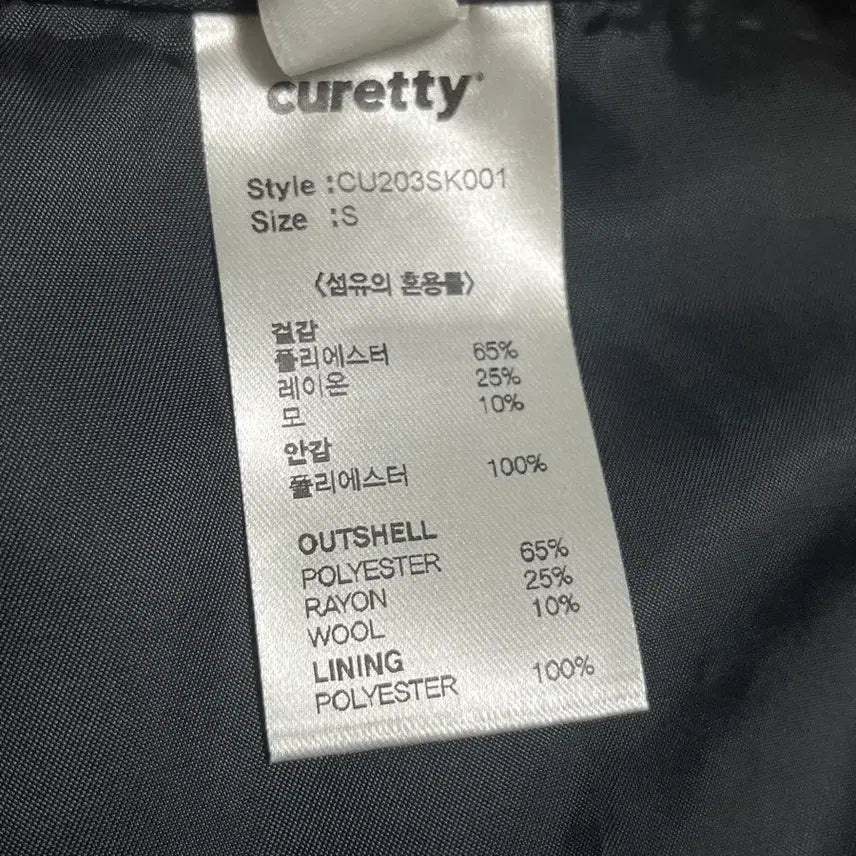 curetty
Style :CU203SK001
Size :S
<섬유의 혼용률>
겉감
폴리에스터 65%
레이온 25%
모 10%
안감
폴리에스터 100%
OUTSHELL
POLYESTER 65%
RAYON 25%
WOOL 10%
LINING
POLYESTER 100%